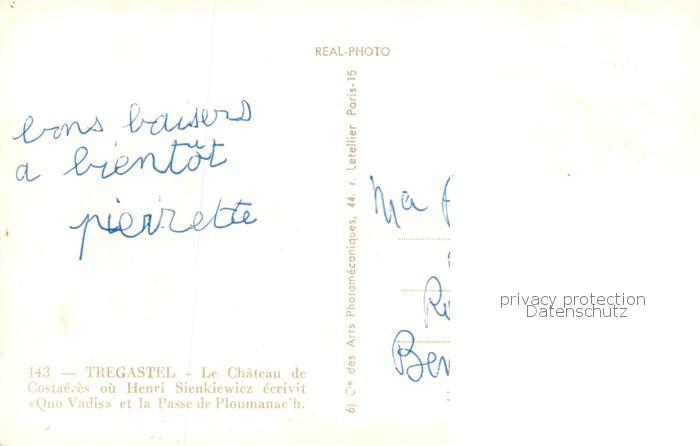 REAL-PHOTO
bons baisers
a bientôt
pierrette
143 — TREGASTEL - Le Château de
Costaérès où Henri Sienkiewicz écrivit
«Quo Vadis» et la Passe de Ploumanac'h.
6) Cie des Arts Photomécaniques, 44. r. Letellier Paris-15
Ma
privacy protection
Datenschutz